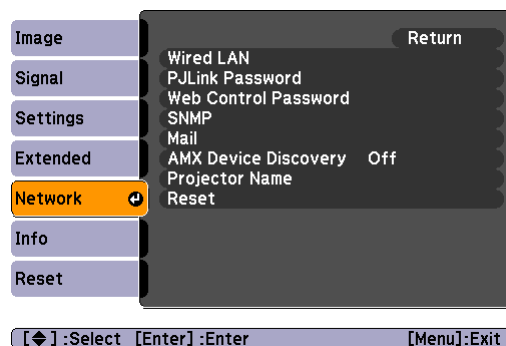 Image
Signal
Settings
Extended
Network
Info
Reset
Return
Wired LAN
PJLink Password
Web Control Password
SNMP
Mail
AMX Device Discovery Off
Projector Name
Reset
[◆] :Select [Enter] :Enter [Menu]:Exit